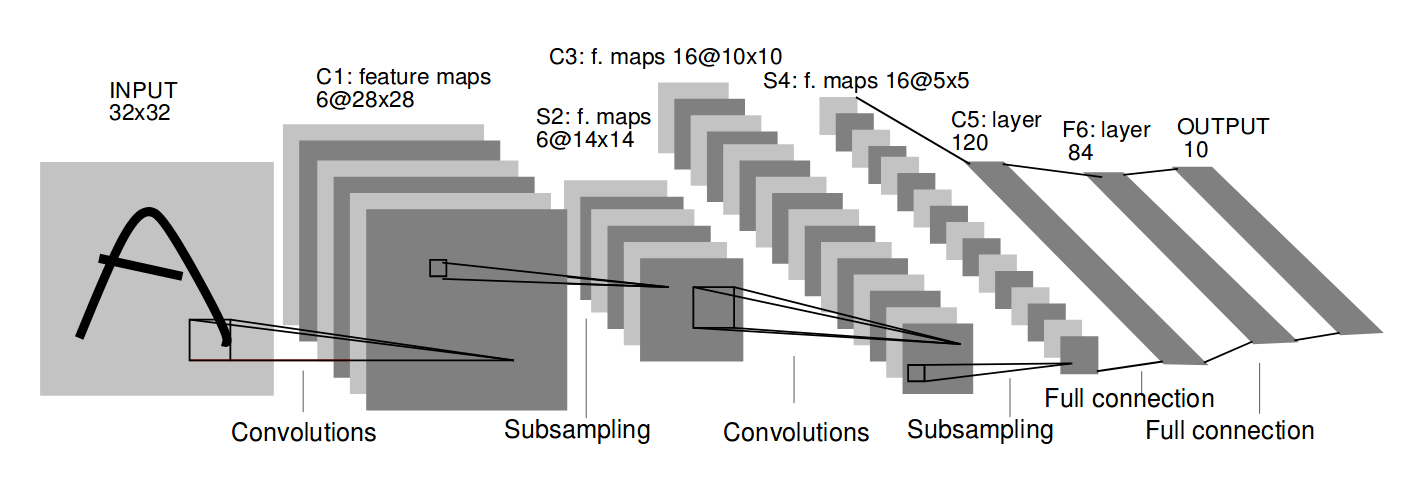 INPUT
32x32
C1: feature maps
6@28x28
S2: f. maps
6@14x14
C3: f. maps 16@10x10
S4: f. maps 16@5x5
C5: layer
120
F6: layer
84
OUTPUT
10
Convolutions
Subsampling
Convolutions
Subsampling
Full connection
Full connection